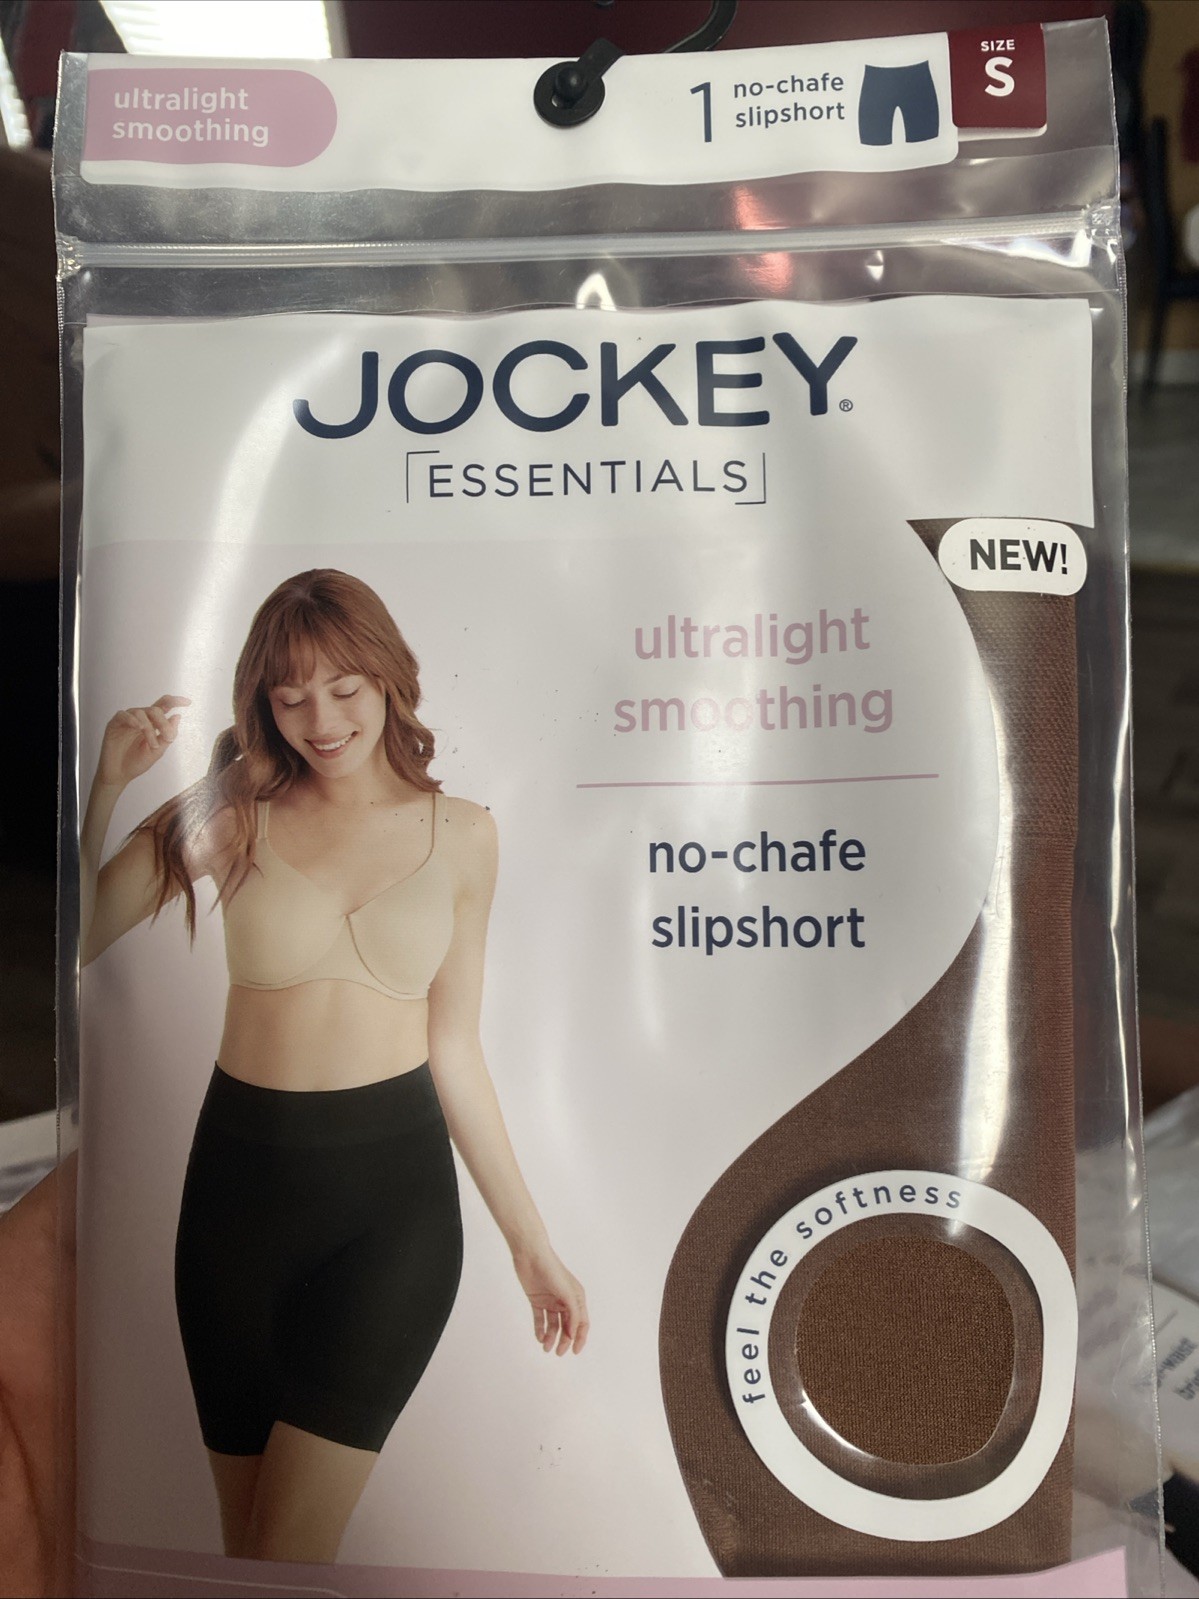 ultralight
smoothing
1 no-chafe
slipshort
SIZE
S
JOCKEY®
ESSENTIALS
NEW!
ultralight
smoothing
no-chafe
slipshort
feel the softness